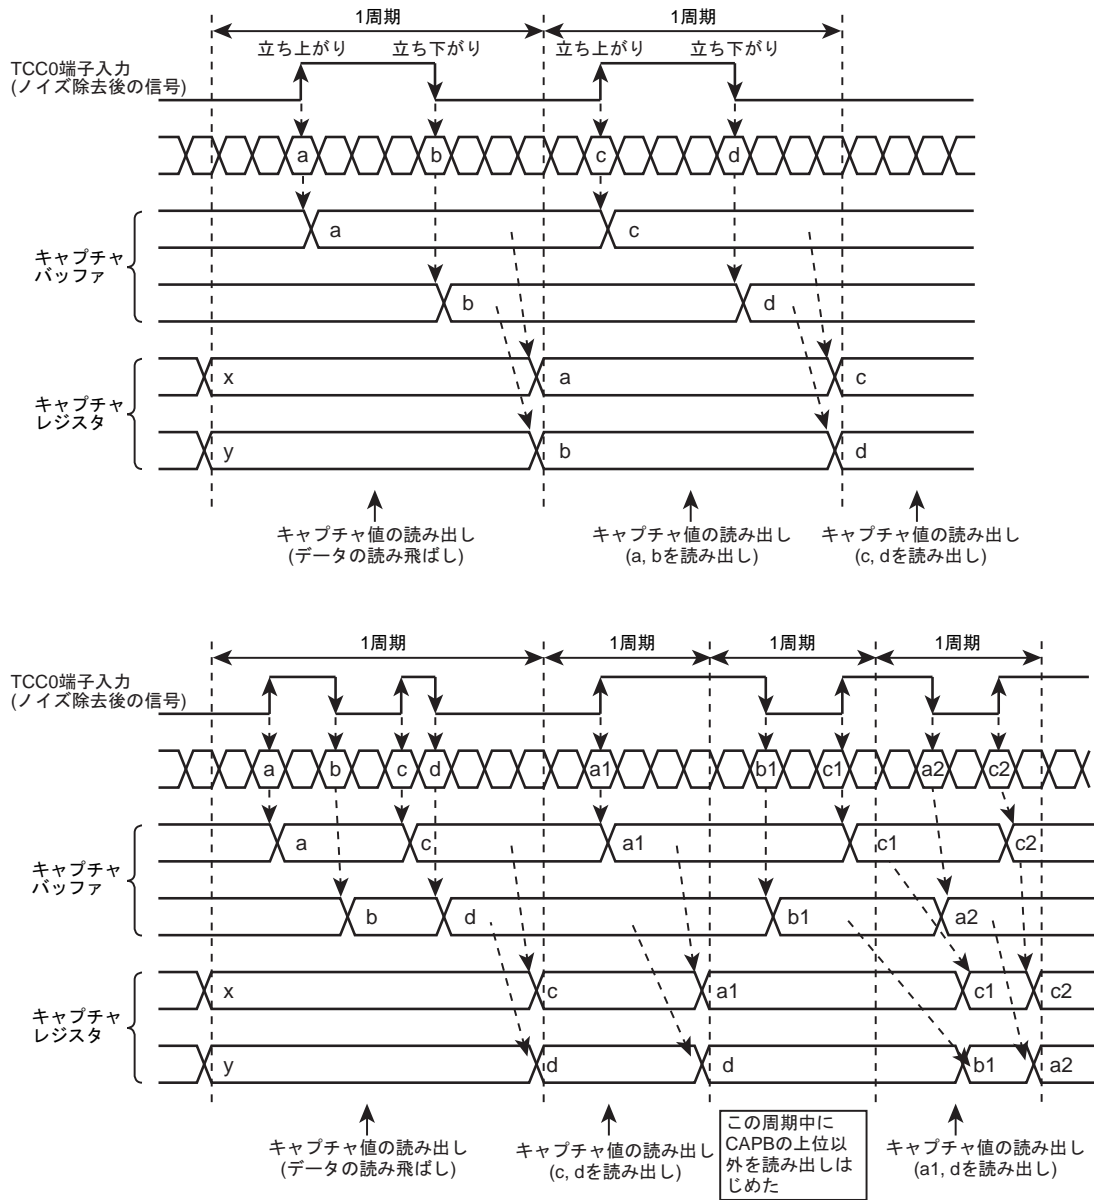 1周期 1周期
立ち上がり 立ち下がり 立ち上がり 立ち下がり
TCC0端子入力
(ノイズ除去後の信号)
a b c d
a c
キャプチャ
バッファ
b d
x a c
キャプチャ
レジスタ
y b d
キャプチャ値の読み出し キャプチャ値の読み出し キャプチャ値の読み出し
(データの読み飛ばし) (a, bを読み出し) (c, dを読み出し)
1周期 1周期 1周期 1周期
TCC0端子入力
(ノイズ除去後の信号)
a b c d a1 b1 c1 a2 c2
a c a1 c1 c2
キャプチャ
バッファ
b d b1 a2
x c a1 c1 c2
キャプチャ
レジスタ
y d d b1 a2
キャプチャ値の読み出し キャプチャ値の読み出し キャプチャ値の読み出し
(データの読み飛ばし) (c, dを読み出し) (a1, dを読み出し)
この周期中に
CAPBの上位以
外を読み出しは
じめた